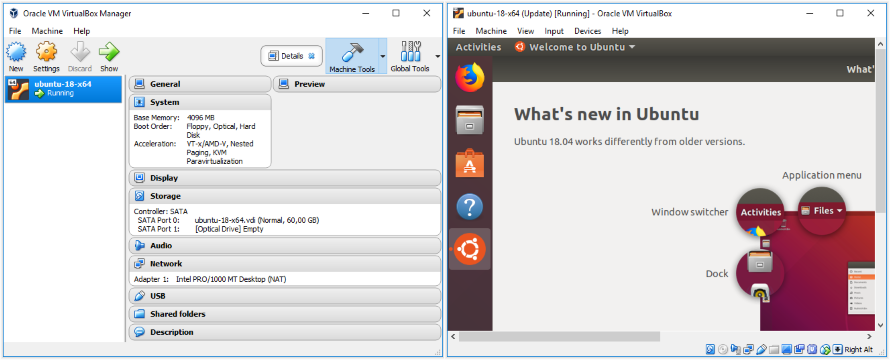 Oracle VM VirtualBox Manager
File Machine Help
New Settings Discard Show
Details
Machine Tools
Global Tools
64
ubuntu-18-x64
Running
General
Preview
System
Base Memory: 4096 MB
Boot Order: Floppy, Optical, Hard
Disk
Acceleration: VT-x/AMD-V, Nested
Paging, KVM
Paravirtualization
Display
Storage
Controller: SATA
SATA Port 0: ubuntu-18-x64.vdi (Normal, 60,00 GB)
SATA Port 1: [Optical Drive] Empty
Audio
Network
Adapter 1: Intel PRO/1000 MT Desktop (NAT)
USB
Shared folders
Description
ubuntu-18-x64 (Update) [Running] - Oracle VM VirtualBox
File Machine View Input Devices Help
Activities Welcome to Ubuntu
What'
What's new in Ubuntu
Ubuntu 18.04 works differently from older versions.
Application menu
Window switcher
Activities
Files
Dock
Right Alt